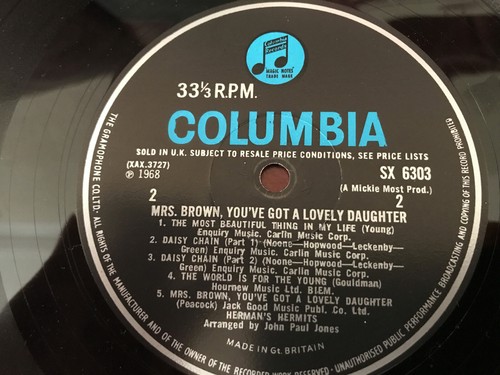 Columbia
Records
MAGIC NOTES
TRADE MARK
33⅓ R.P.M.
COLUMBIA
SOLD IN U.K. SUBJECT TO RESALE PRICE CONDITIONS, SEE PRICE LISTS
(XAX.3727)
SX 6303
℗ 1968
(A Mickie Most Prod.)
2
2
MRS. BROWN, YOU'VE GOT A LOVELY DAUGHTER
1. THE MOST BEAUTIFUL THING IN MY LIFE (Young)
Enquiry Music. Carlin Music Corp.
2. DAISY CHAIN (Part 1) (Noone—Hopwood—Leckenby—
Green) Enquiry Music. Carlin Music Corp.
3. DAISY CHAIN (Part 2) (Noone—Hopwood—Leckenby—
Green) Enquiry Music. Carlin Music Corp.
4. THE WORLD IS FOR THE YOUNG (Gouldman)
Hournew Music Ltd. BIEM.
5. MRS. BROWN, YOU'VE GOT A LOVELY DAUGHTER
(Peacock) Jack Good Music Publ. Co. Ltd.
HERMAN'S HERMITS
Arranged by John Paul Jones
MADE IN GT. BRITAIN
THE GRAMOPHONE CO. LTD. ALL RIGHTS OF THE MANUFACTURER AND OF THE OWNER OF THE RECORDED WORK RESERVED UNAUTHORISED PUBLIC PERFORMANCE BROADCASTING AND COPYING OF THIS RECORD PROHIBITED